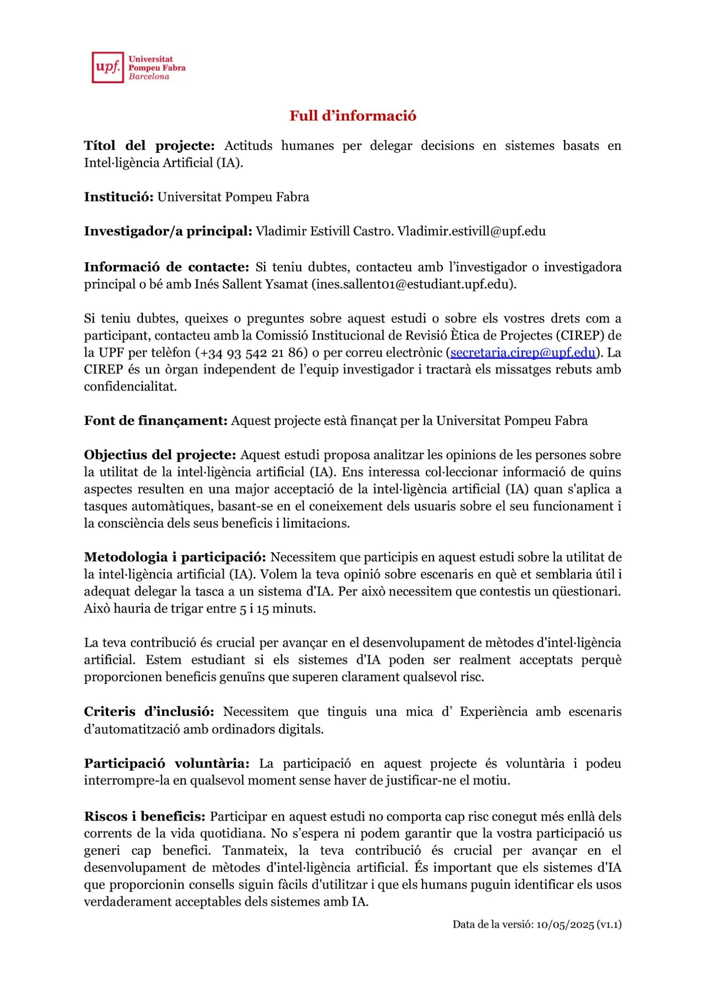 upf.
Universitat
Pompeu Fabra
Barcelona
Full d’informació
Títol del projecte: Actituds humanes per delegar decisions en sistemes basats en
Intel·ligència Artificial (IA).
Institució: Universitat Pompeu Fabra
Investigador/a principal: Vladimir Estivill Castro. Vladimir.estivill@upf.edu
Informació de contacte: Si teniu dubtes, contacteu amb l’investigador o investigadora
principal o bé amb Inés Sallent Ysamat (ines.sallent01@estudiant.upf.edu).
Si teniu dubtes, queixes o preguntes sobre aquest estudi o sobre els vostres drets com a
participant, contacteu amb la Comissió Institucional de Revisió Ètica de Projectes (CIREP) de
la UPF per telèfon (+34 93 542 21 86) o per correu electrònic (secretaria.cirep@upf.edu). La
CIREP és un òrgan independent de l’equip investigador i tractarà els missatges rebuts amb
confidencialitat.
Font de finançament: Aquest projecte està finançat per la Universitat Pompeu Fabra
Objectius del projecte: Aquest estudi proposa analitzar les opinions de les persones sobre
la utilitat de la intel·ligència artificial (IA). Ens interessa col·leccionar informació de quins
aspectes resulten en una major acceptació de la intel·ligència artificial (IA) quan s'aplica a
tasques automàtiques, basant-se en el coneixement dels usuaris sobre el seu funcionament i
la consciència dels seus beneficis i limitacions.
Metodologia i participació: Necessitem que participis en aquest estudi sobre la utilitat de
la intel·ligència artificial (IA). Volem la teva opinió sobre escenaris en què et semblaria útil i
adequat delegar la tasca a un sistema d'IA. Per això necessitem que contestis un qüestionari.
Això hauria de trigar entre 5 i 15 minuts.
La teva contribució és crucial per avançar en el desenvolupament de mètodes d'intel·ligència
artificial. Estem estudiant si els sistemes d'IA poden ser realment acceptats perquè
proporcionen beneficis genuïns que superen clarament qualsevol risc.
Criteris d’inclusió: Necessitem que tinguis una mica d’ Experiència amb escenaris
d’automatització amb ordinadors digitals.
Participació voluntària: La participació en aquest projecte és voluntària i podeu
interrompre-la en qualsevol moment sense haver de justificar-ne el motiu.
Riscos i beneficis: Participar en aquest estudi no comporta cap risc conegut més enllà dels
corrents de la vida quotidiana. No s’espera ni podem garantir que la vostra participació us
generi cap benefici. Tanmateix, la teva contribució és crucial per avançar en el
desenvolupament de mètodes d'intel·ligència artificial. És important que els sistemes d'IA
que proporcionin consells siguin fàcils d'utilitzar i que els humans puguin identificar els usos
verdaderament acceptables dels sistemes amb IA.
Data de la versió: 10/05/2025 (v1.1)